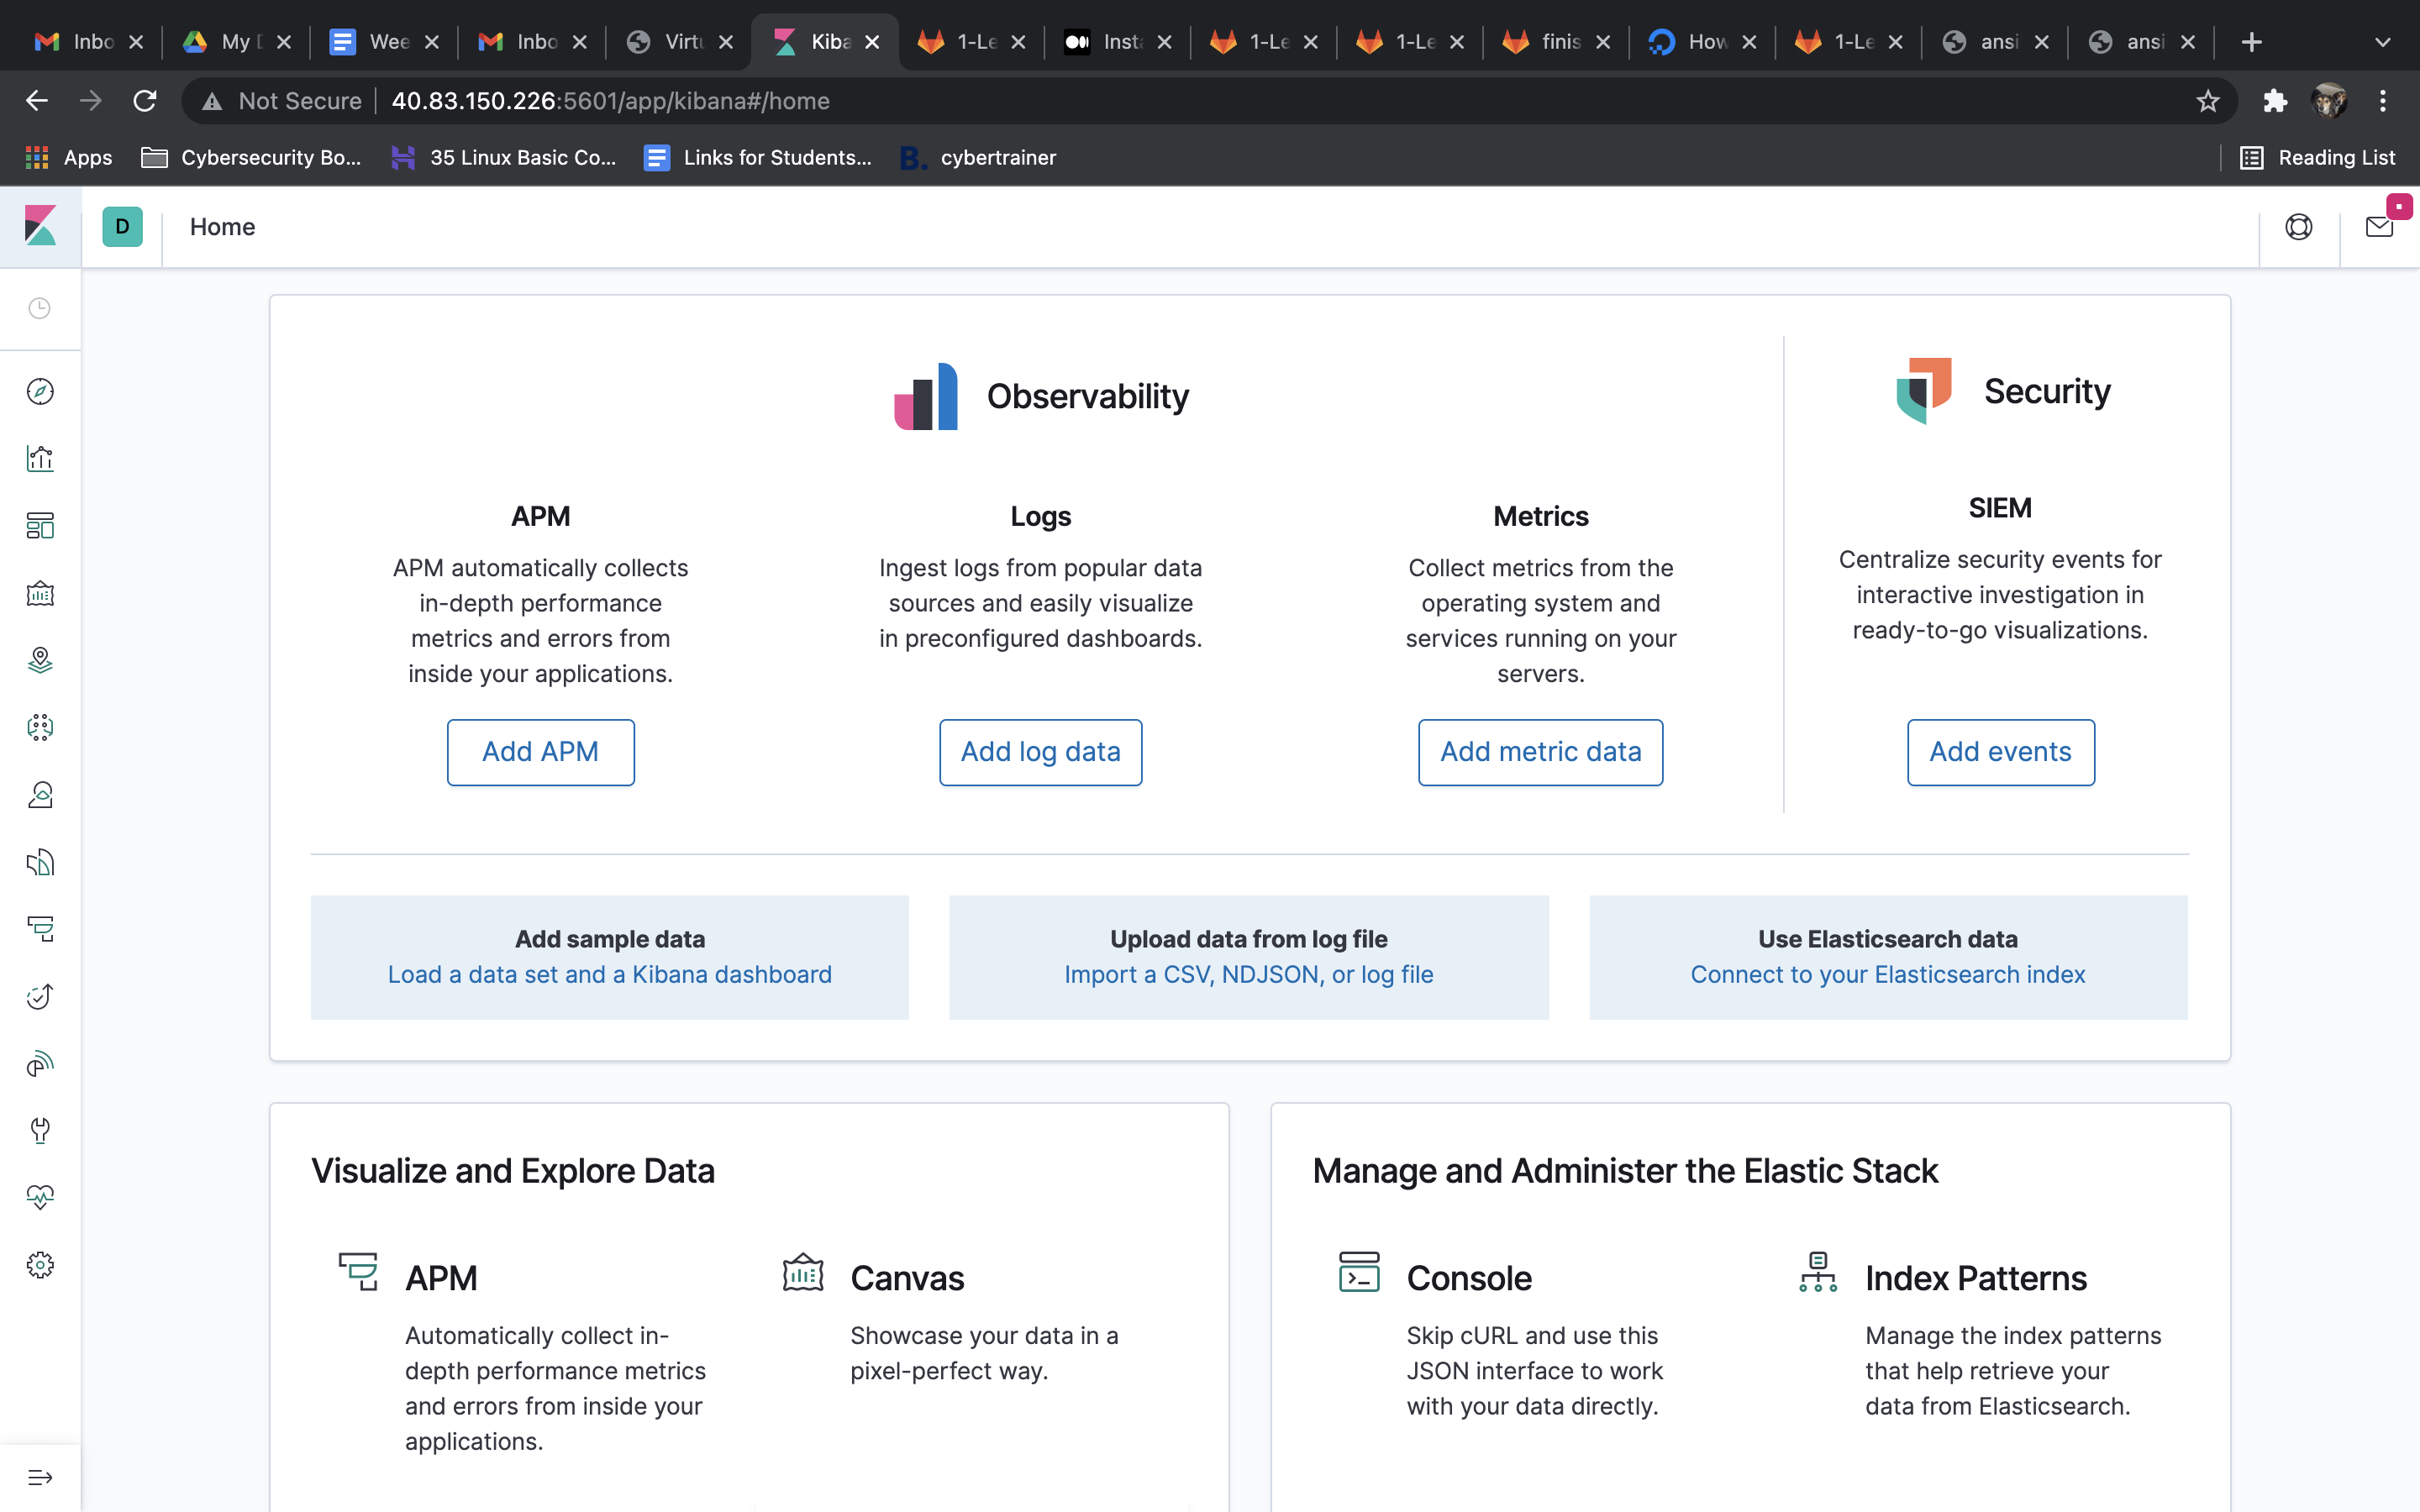 Inbo
My D
Wee
Inbo
Virtu
Kiba
1-Le
Insta
1-Le
1-Le
finis
How
1-Le
ansi
ansi
Not Secure
40.83.150.226:5601/app/kibana#/home
Apps
Cybersecurity Bo...
35 Linux Basic Co...
Links for Students...
B.
cybertrainer
Reading List
D
Home
Observability
APM
APM automatically collects
in-depth performance
metrics and errors from
inside your applications.
Add APM
Logs
Ingest logs from popular data
sources and easily visualize
in preconfigured dashboards.
Add log data
Metrics
Collect metrics from the
operating system and
services running on your
servers.
Add metric data
Security
SIEM
Centralize security events for
interactive investigation in
ready-to-go visualizations.
Add events
Add sample data
Load a data set and a Kibana dashboard
Upload data from log file
Import a CSV, NDJSON, or log file
Use Elasticsearch data
Connect to your Elasticsearch index
Visualize and Explore Data
APM
Automatically collect in-
depth performance metrics
and errors from inside your
applications.
Canvas
Showcase your data in a
pixel-perfect way.
Manage and Administer the Elastic Stack
Console
Skip cURL and use this
JSON interface to work
with your data directly.
Index Patterns
Manage the index patterns
that help retrieve your
data from Elasticsearch.